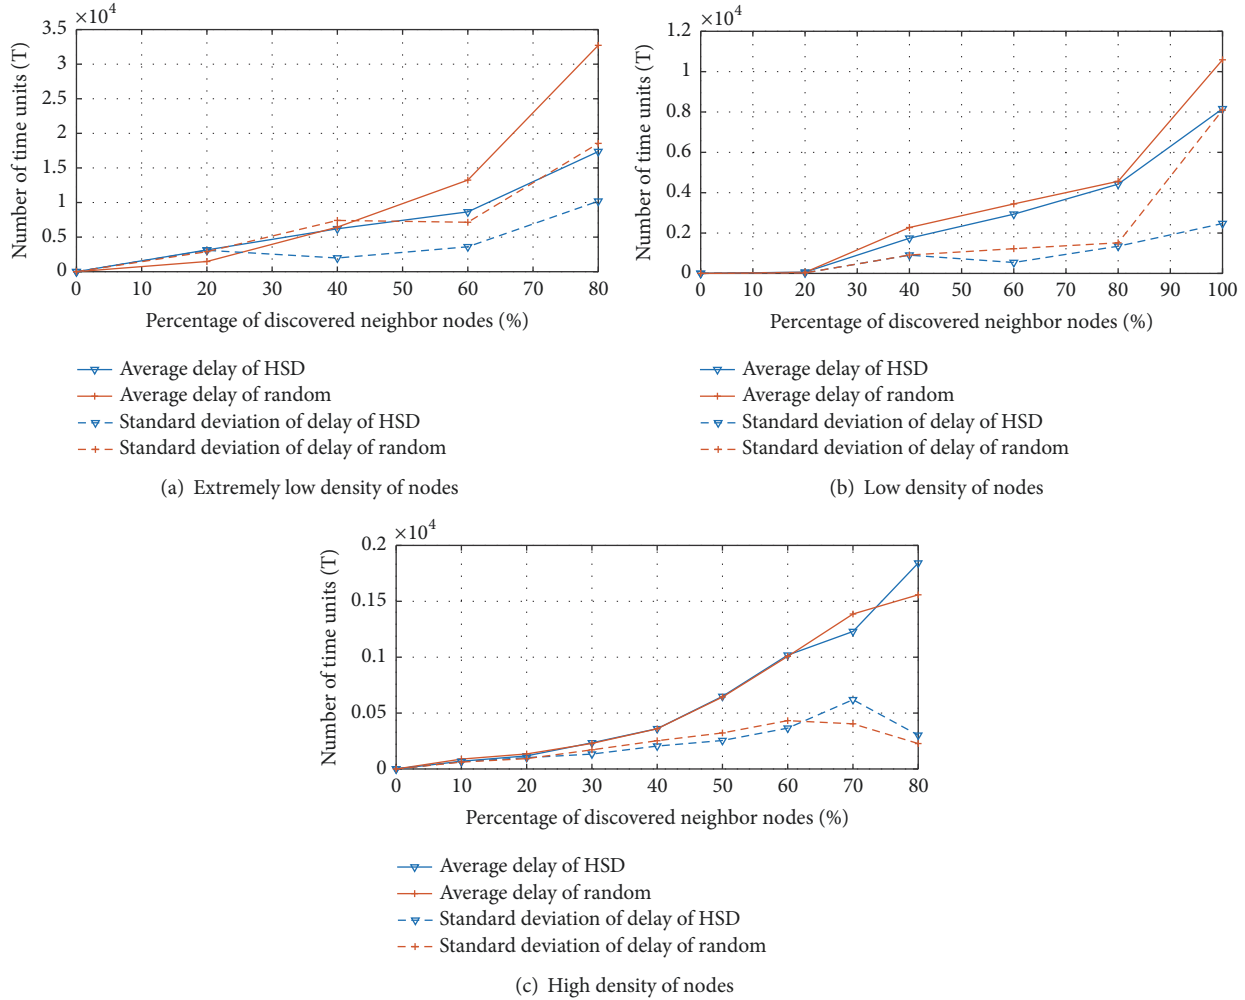 ×10⁴
3.5
3
2.5
2
1.5
1
0.5
0
Number of time units (T)
0 10 20 30 40 50 60 70 80
Percentage of discovered neighbor nodes (%)
Average delay of HSD
Average delay of random
Standard deviation of delay of HSD
Standard deviation of delay of random
(a) Extremely low density of nodes
×10⁴
1.2
1
0.8
0.6
0.4
0.2
0
Number of time units (T)
0 10 20 30 40 50 60 70 80 90 100
Percentage of discovered neighbor nodes (%)
Average delay of HSD
Average delay of random
Standard deviation of delay of HSD
Standard deviation of delay of random
(b) Low density of nodes
×10⁴
0.2
0.15
0.1
0.05
0
Number of time units (T)
0 10 20 30 40 50 60 70 80
Percentage of discovered neighbor nodes (%)
Average delay of HSD
Average delay of random
Standard deviation of delay of HSD
Standard deviation of delay of random
(c) High density of nodes